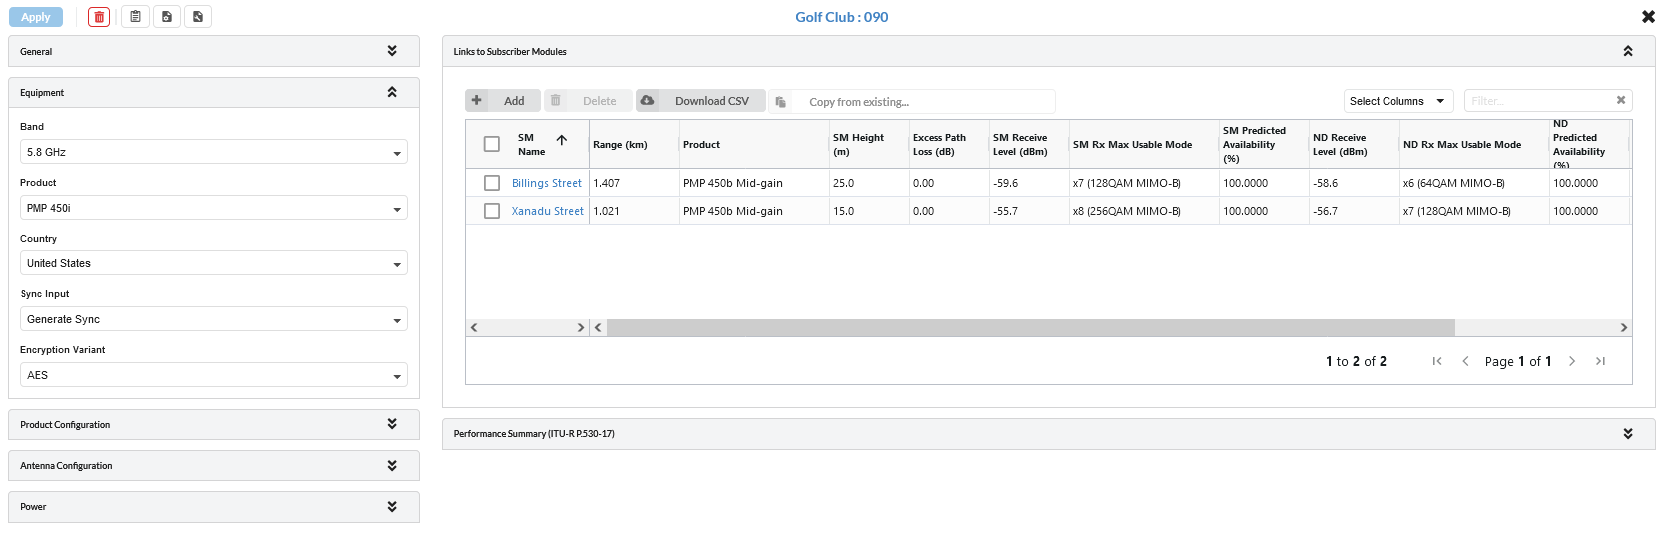 Apply
Golf Club : 090
General
Equipment
Band
5.8 GHz
Product
PMP 450i
Country
United States
Sync Input
Generate Sync
Encryption Variant
AES
Product Configuration
Antenna Configuration
Power
Links to Subscriber Modules
Add Delete Download CSV Copy from existing... Select Columns Filter...
SM Name Range (km) Product SM Height (m) Excess Path Loss (dB) SM Receive Level (dBm) SM Rx Max Usable Mode SM Predicted Availability (%) ND Receive Level (dBm) ND Rx Max Usable Mode ND Predicted Availability (%)
Billings Street 1.407 PMP 450b Mid-gain 25.0 0.00 -59.6 x7 (128QAM MIMO-B) 100.0000 -58.6 x6 (64QAM MIMO-B) 100.0000
Xanadu Street 1.021 PMP 450b Mid-gain 15.0 0.00 -55.7 x8 (256QAM MIMO-B) 100.0000 -56.7 x7 (128QAM MIMO-B) 100.0000
1 to 2 of 2 Page 1 of 1
Performance Summary (ITU-R P.530-17)